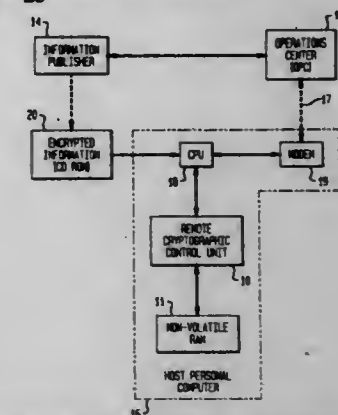 14
INFORMATION
PUBLISHER
OPERATIONS
CENTER
(OPC)
17
20
ENCRYPTED
INFORMATION
(CD ROM)
CPU
18
MODEM
19
REMOTE
CRYPTOGRAPHIC
CONTROL UNIT
10
11
NON-VOLATILE
RAM
HOST PERSONAL
COMPUTER
16